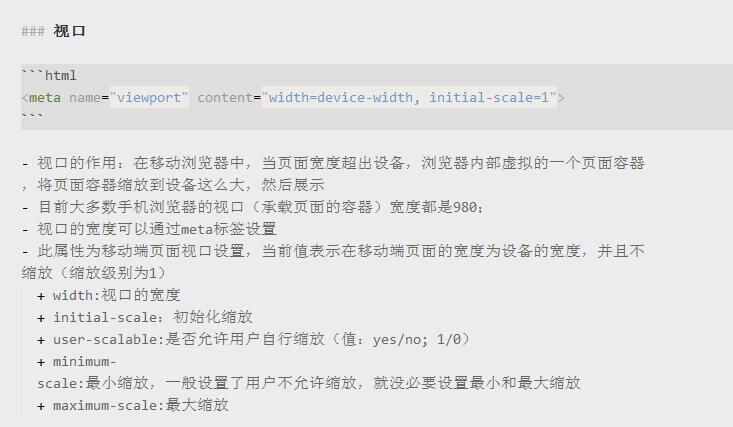 ### 视口
```html
<meta name="viewport" content="width=device-width, initial-scale=1">
```
- 视口的作用：在移动浏览器中，当页面宽度超出设备，浏览器内部虚拟的一个页面容器
，将页面容器缩放到设备这么大，然后展示
- 目前大多数手机浏览器的视口（承载页面的容器）宽度都是980；
- 视口的宽度可以通过meta标签设置
- 此属性为移动端页面视口设置，当前值表示在移动端页面的宽度为设备的宽度，并且不
缩放（缩放级别为1）
+ width:视口的宽度
+ initial-scale：初始化缩放
+ user-scalable:是否允许用户自行缩放（值：yes/no; 1/0）
+ minimum-
scale:最小缩放，一般设置了用户不允许缩放，就没必要设置最小和最大缩放
+ maximum-scale:最大缩放